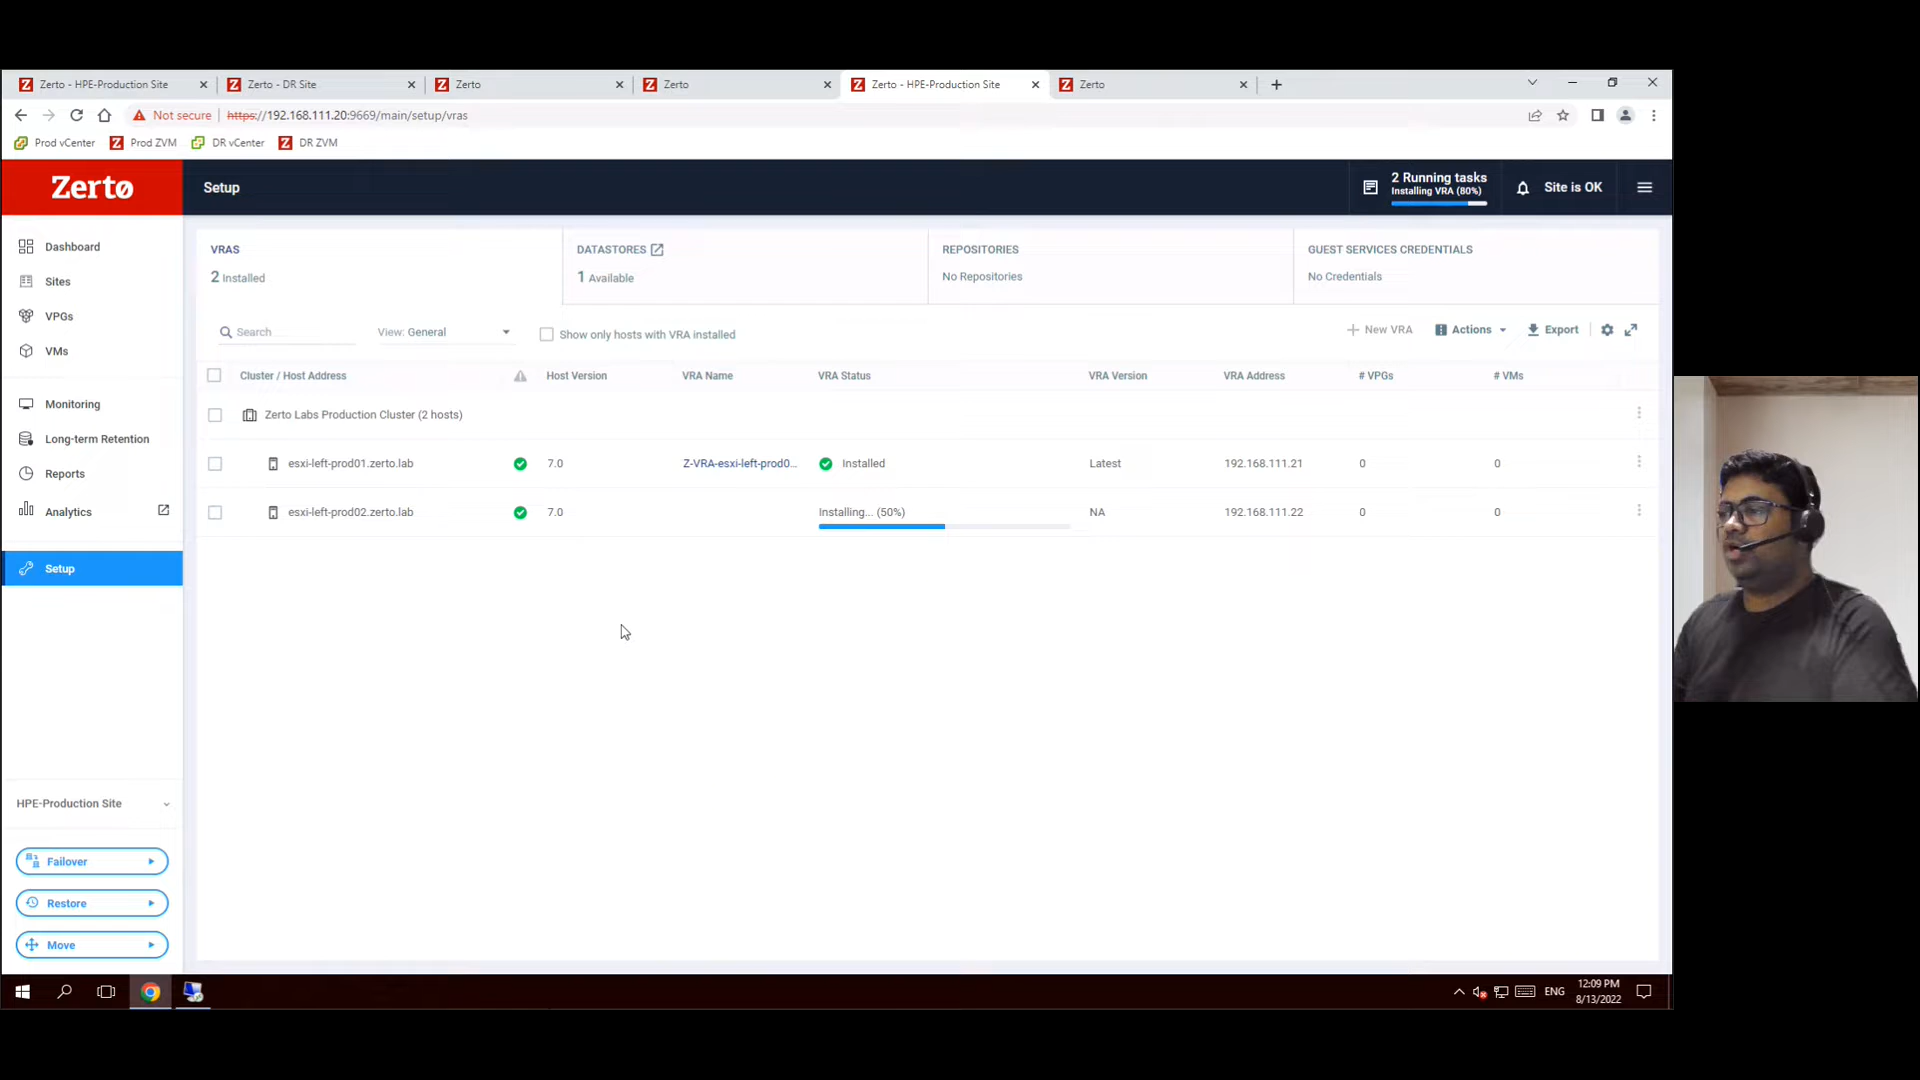 Zerto - HPE-Production Site
Zerto - DR Site
Zerto
Zerto
Zerto - HPE-Production Site
Zerto
Not secure
https://192.168.111.20:9669/main/setup/vras
Prod vCenter
Prod ZVM
DR vCenter
DR ZVM
Zerto
Setup
2 Running tasks
Installing VRA (80%)
Site is OK
Dashboard
Sites
VPGs
VMs
Monitoring
Long-term Retention
Reports
Analytics
Setup
VRAS
2 Installed
DATASTORES
1 Available
REPOSITORIES
No Repositories
GUEST SERVICES CREDENTIALS
No Credentials
Search
View: General
Show only hosts with VRA installed
New VRA
Actions
Export
Cluster / Host Address
Host Version
VRA Name
VRA Status
VRA Version
VRA Address
# VPGs
# VMs
Zerto Labs Production Cluster (2 hosts)
esxi-left-prod01.zerto.lab
7.0
Z-VRA-esxi-left-prod0...
Installed
Latest
192.168.111.21
0
0
esxi-left-prod02.zerto.lab
7.0
Installing... (50%)
NA
192.168.111.22
0
0
HPE-Production Site
Failover
Restore
Move
ENG
12:09 PM
8/13/2022